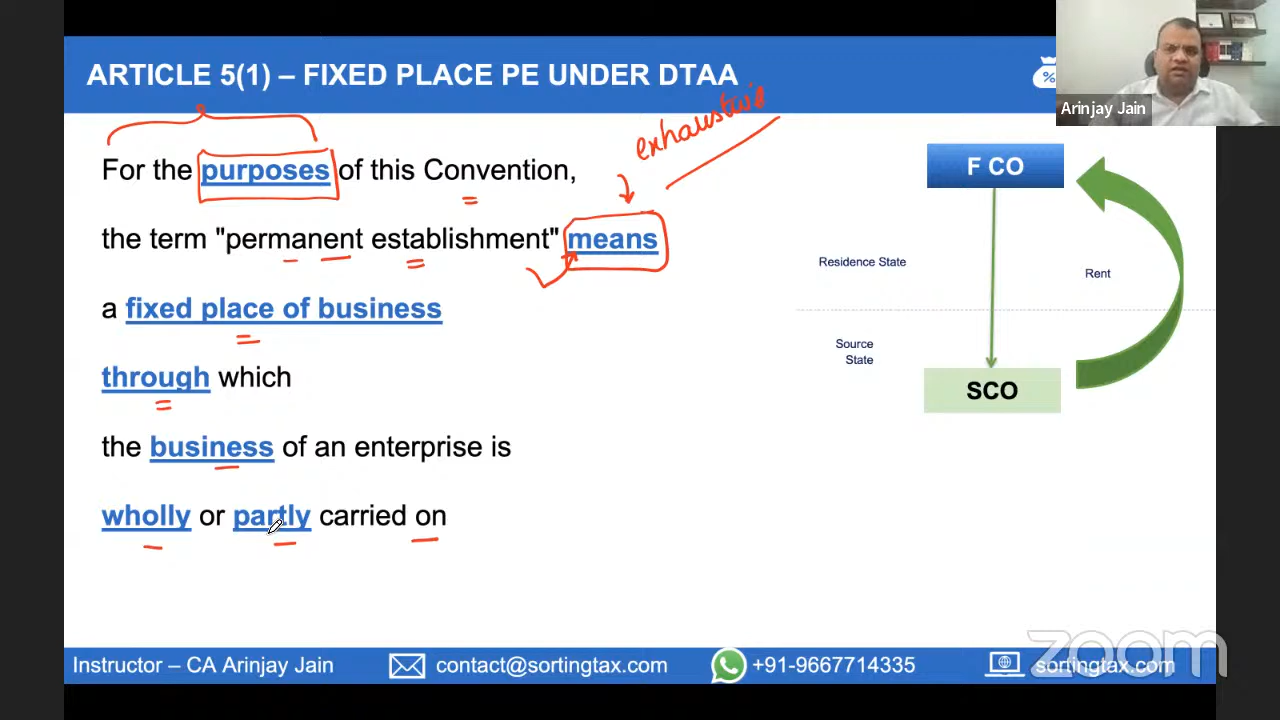 ARTICLE 5(1) – FIXED PLACE PE UNDER DTAA
%
Arinjay Jain
exhaustive
For the purposes of this Convention,
the term "permanent establishment" means
a fixed place of business
through which
the business of an enterprise is
wholly or partly carried on
F CO
Residence State
Rent
Source
State
SCO
Instructor – CA Arinjay Jain
contact@sortingtax.com
+91-9667714335
sortingtax.com
zoom